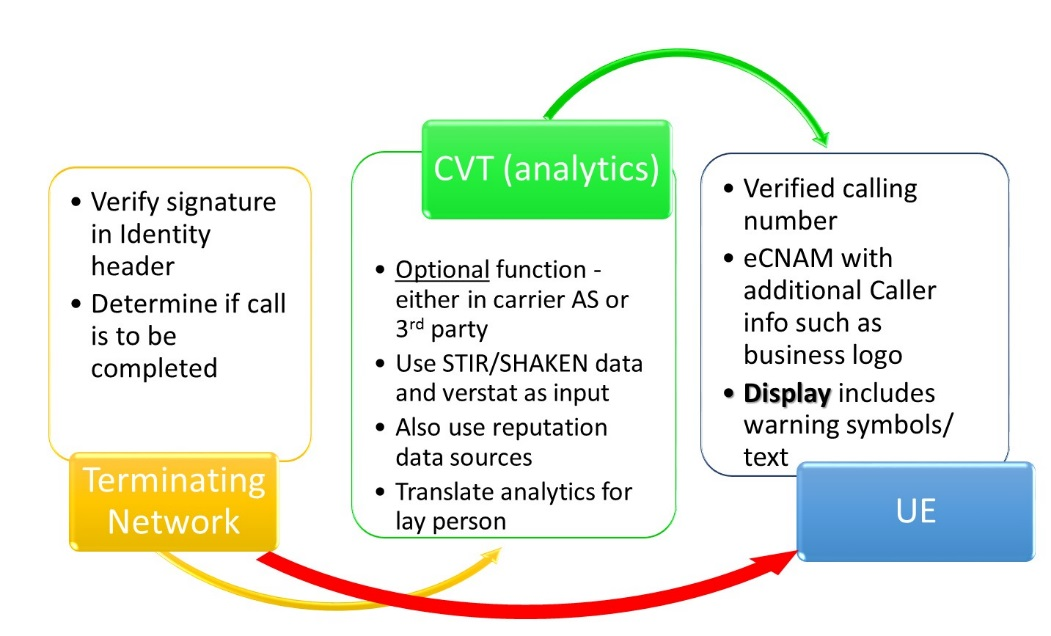 • Verify signature
in Identity
header
• Determine if call
is to be
completed
Terminating
Network
CVT (analytics)
• Optional function -
either in carrier AS or
3rd party
• Use STIR/SHAKEN data
and verstat as input
• Also use reputation
data sources
• Translate analytics for
lay person
• Verified calling
number
• eCNAM with
additional Caller
info such as
business logo
• Display includes
warning symbols/
text
UE